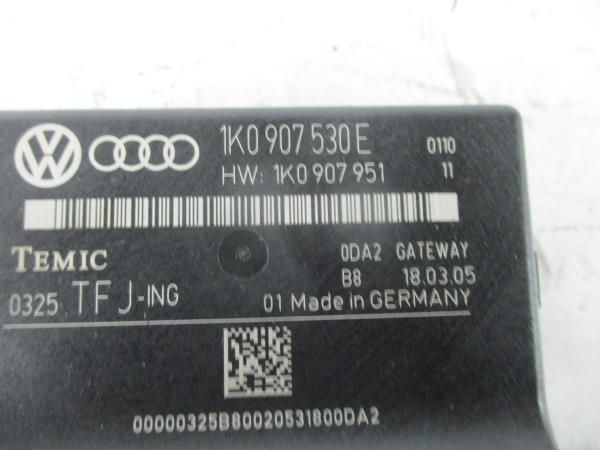 1K0 907 530 E 0110
HW: 1K0 907 951 11
TEMIC 0DA2 GATEWAY
B8 18.03.05
0325 TFJ-ING 01 Made in GERMANY
00000325B80020531800DA2